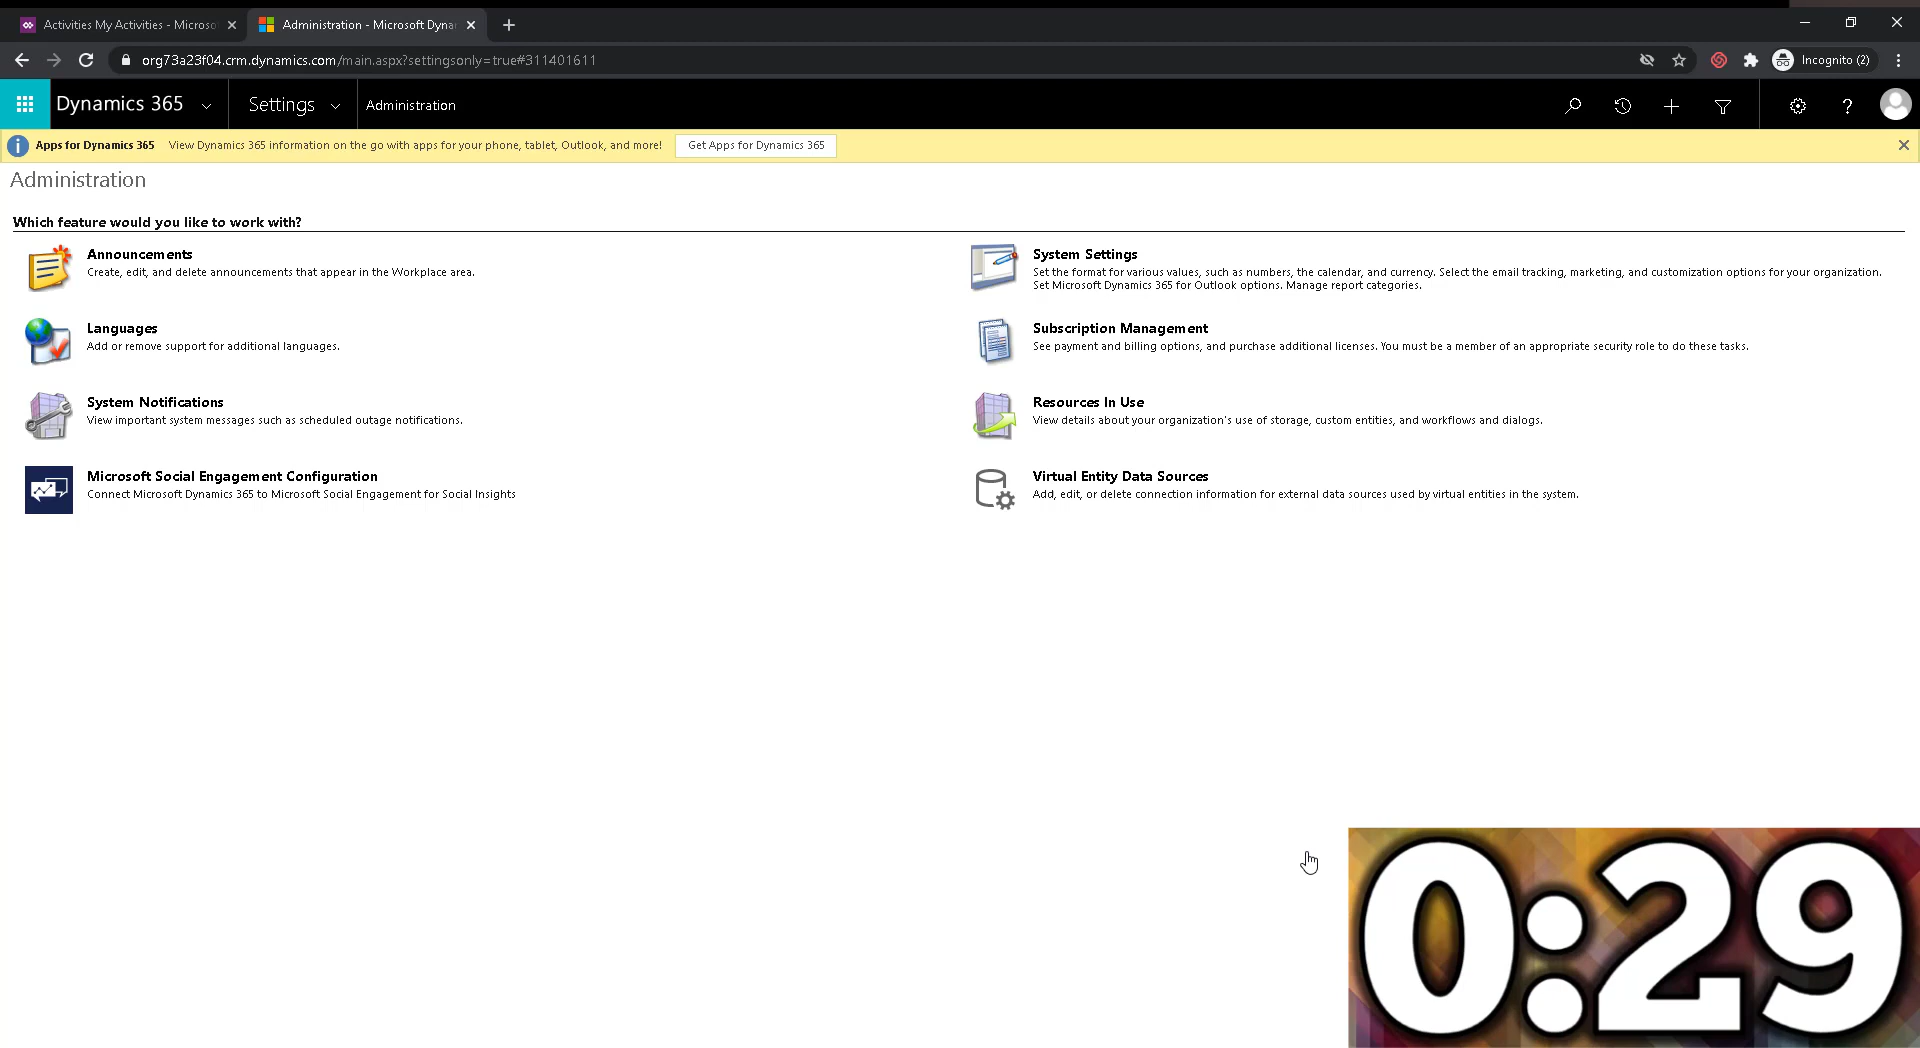 Activities My Activities - Microso
Administration - Microsoft Dyna
org73a23f04.crm.dynamics.com/main.aspx?settingsonly=true#311401611
Incognito (2)
Dynamics 365
Settings
Administration
Apps for Dynamics 365 View Dynamics 365 information on the go with apps for your phone, tablet, Outlook, and more! Get Apps for Dynamics 365
Administration
Which feature would you like to work with?
Announcements
Create, edit, and delete announcements that appear in the Workplace area.
System Settings
Set the format for various values, such as numbers, the calendar, and currency. Select the email tracking, marketing, and customization options for your organization.
Set Microsoft Dynamics 365 for Outlook options. Manage report categories.
Languages
Add or remove support for additional languages.
Subscription Management
See payment and billing options, and purchase additional licenses. You must be a member of an appropriate security role to do these tasks.
System Notifications
View important system messages such as scheduled outage notifications.
Resources In Use
View details about your organization's use of storage, custom entities, and workflows and dialogs.
Microsoft Social Engagement Configuration
Connect Microsoft Dynamics 365 to Microsoft Social Engagement for Social Insights
Virtual Entity Data Sources
Add, edit, or delete connection information for external data sources used by virtual entities in the system.
0:29